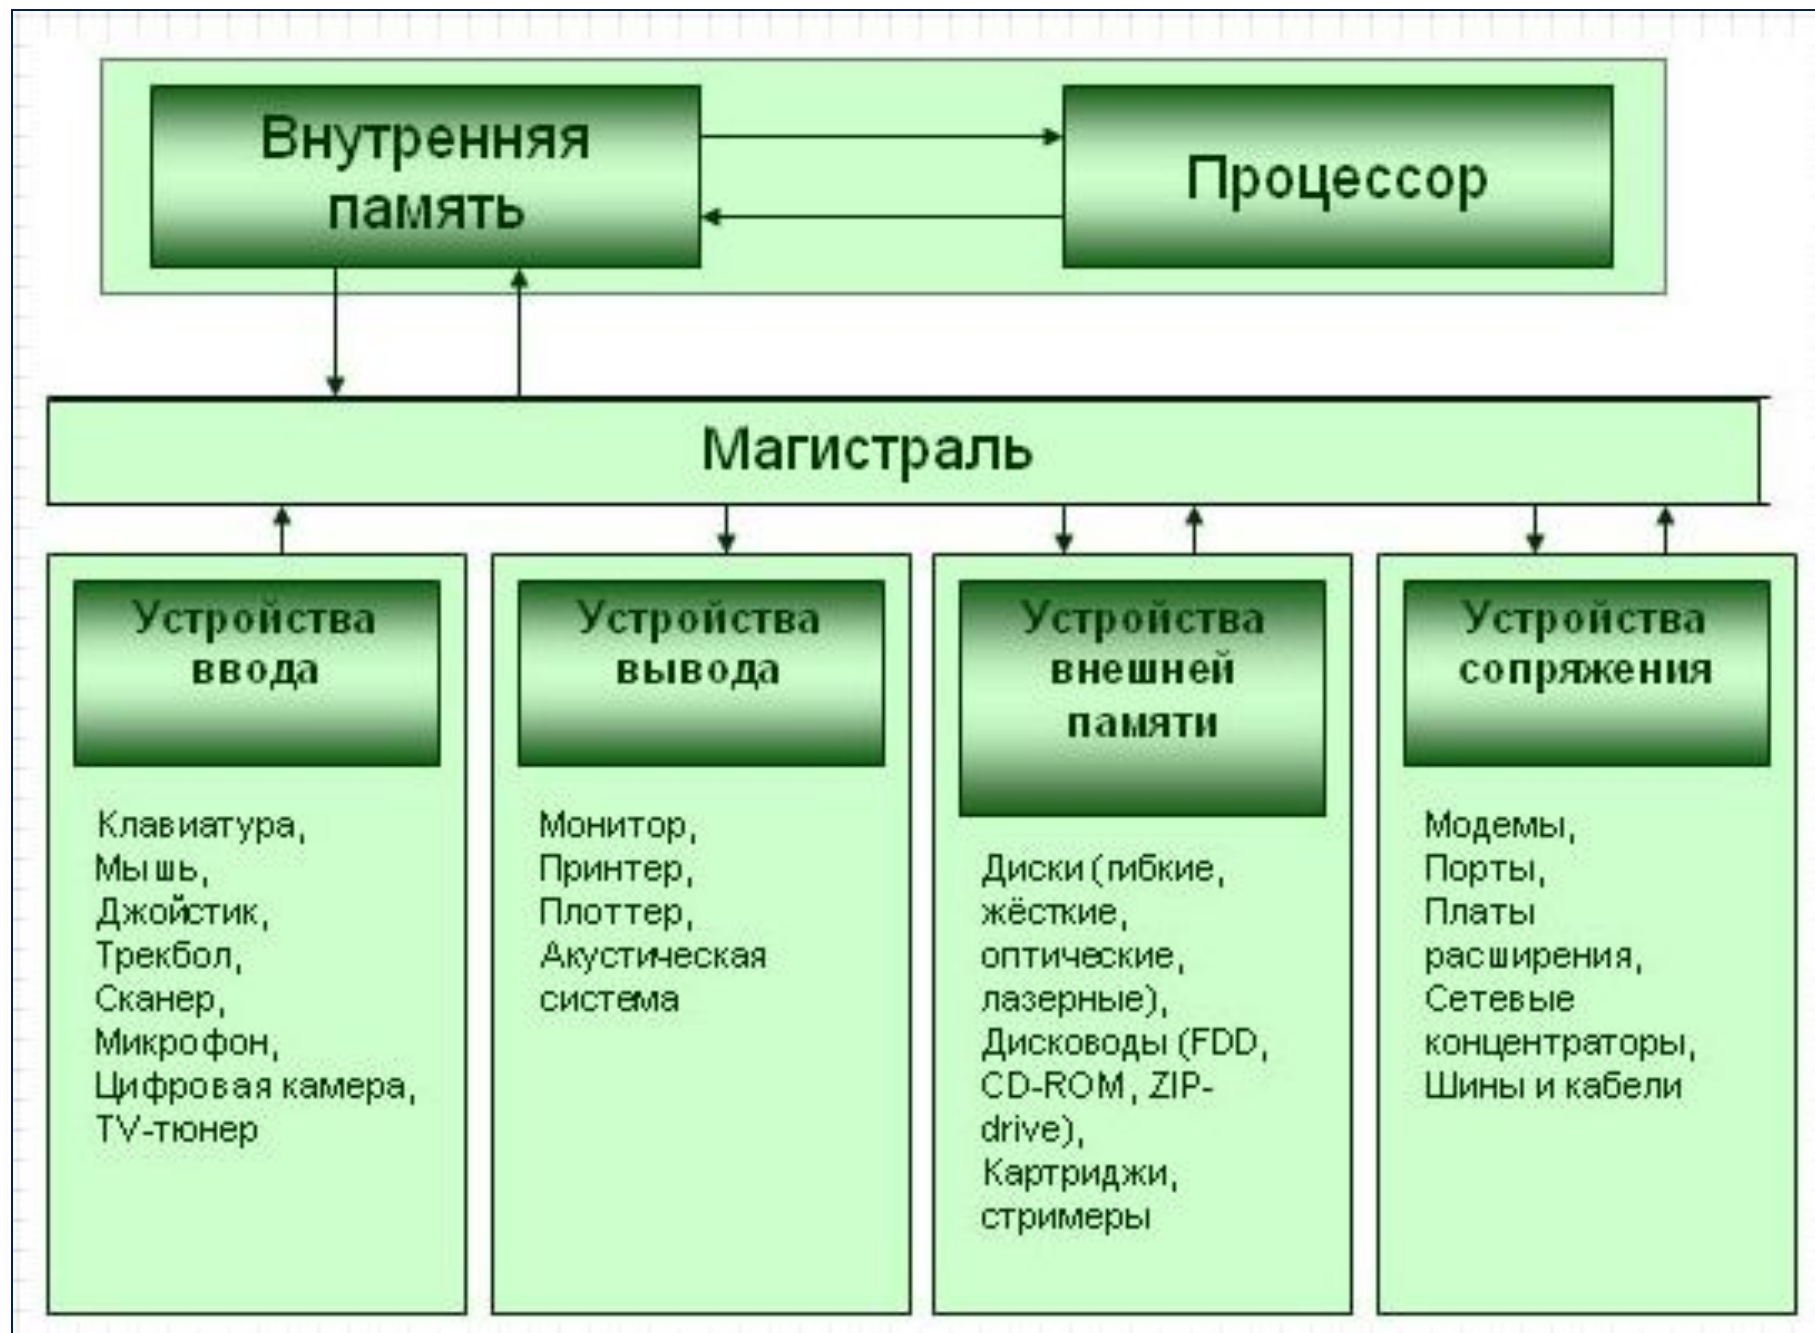 Внутренняя
память
Процессор
Магистраль
Устройства
ввода
Клавиатура,
Мышь,
Джойстик,
Трекбол,
Сканер,
Микрофон,
Цифровая камера,
TV-тюнер
Устройства
вывода
Монитор,
Принтер,
Плоттер,
Акустическая
система
Устройства
внешней
памяти
Диски (гибкие,
жёсткие,
оптические,
лазерные),
Дисководы (FDD,
CD-ROM, ZIP-
drive),
Картриджи,
стримеры
Устройства
сопряжения
Модемы,
Порты,
Платы
расширения,
Сетевые
концентраторы,
Шины и кабели